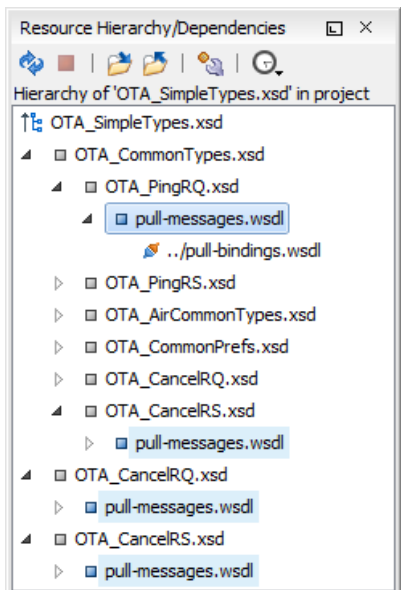 Resource Hierarchy/Dependencies
Hierarchy of 'OTA_SimpleTypes.xsd' in project
OTA_SimpleTypes.xsd
OTA_CommonTypes.xsd
OTA_PingRQ.xsd
pull-messages.wsdl
../pull-bindings.wsdl
OTA_PingRS.xsd
OTA_AirCommonTypes.xsd
OTA_CommonPrefs.xsd
OTA_CancelRQ.xsd
OTA_CancelRS.xsd
pull-messages.wsdl
OTA_CancelRQ.xsd
pull-messages.wsdl
OTA_CancelRS.xsd
pull-messages.wsdl